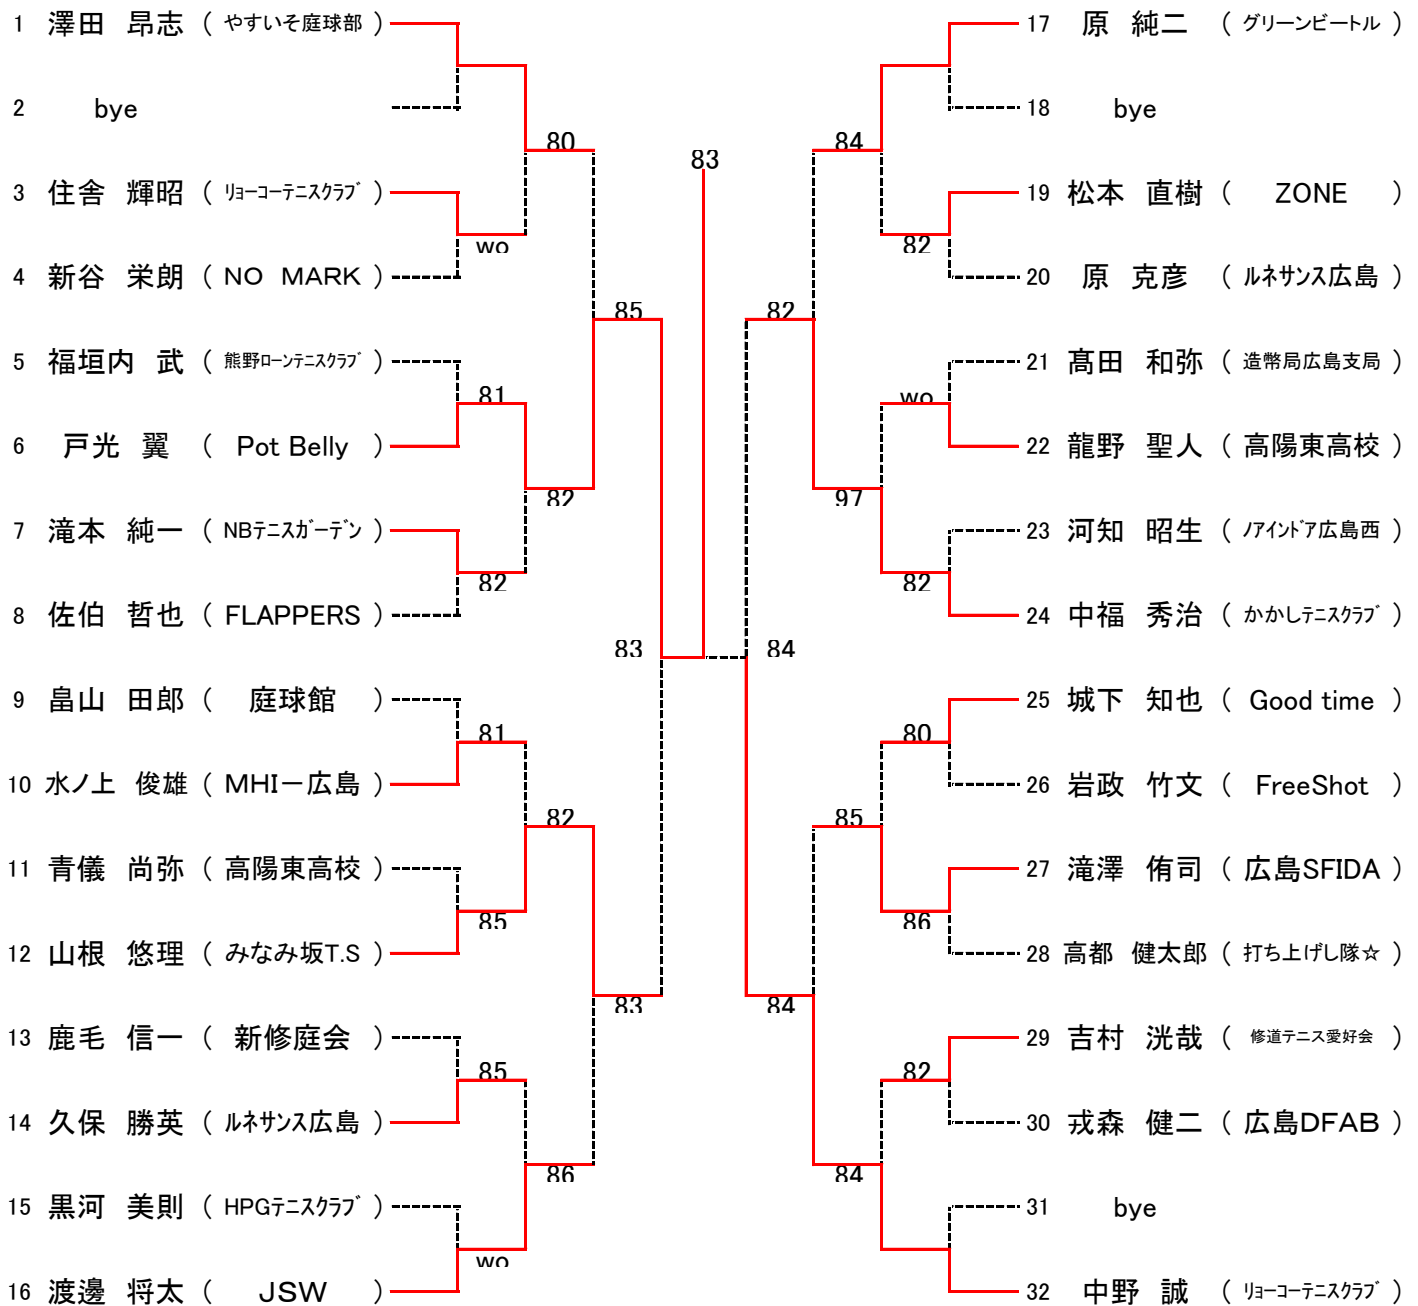 1 澤田 昂志 ( やすいそ庭球部 )
2 bye
80
3 住舎 輝昭 ( リョーコーテニスクラブ )
wo
4 新谷 栄朗 ( NO MARK )
85
5 福垣内 武 ( 熊野ローンテニスクラブ )
81
6 戸光 翼 ( Pot Belly )
82
7 滝本 純一 ( NBテニスガーデン )
82
8 佐伯 哲也 ( FLAPPERS )
83
9 畠山 田郎 ( 庭球館 )
81
10 水ノ上 俊雄 ( MHI－広島 )
82
11 青儀 尚弥 ( 高陽東高校 )
85
12 山根 悠理 ( みなみ坂T.S )
83
13 鹿毛 信一 ( 新修庭会 )
85
14 久保 勝英 ( ルネサンス広島 )
86
15 黒河 美則 ( HPGテニスクラブ )
wo
16 渡邊 将太 ( JSW )
83
17 原 純二 ( グリーンビートル )
18 bye
84
19 松本 直樹 ( ZONE )
82
20 原 克彦 ( ルネサンス広島 )
82
21 髙田 和弥 ( 造幣局広島支局 )
wo
22 龍野 聖人 ( 高陽東高校 )
97
23 河知 昭生 ( ノアインドア広島西 )
82
24 中福 秀治 ( かかしテニスクラブ )
84
25 城下 知也 ( Good time )
80
26 岩政 竹文 ( FreeShot )
85
27 滝澤 侑司 ( 広島SFIDA )
86
28 高都 健太郎 ( 打ち上げし隊☆ )
84
29 吉村 洸哉 ( 修道テニス愛好会 )
82
30 戎森 健二 ( 広島DFAB )
84
31 bye
32 中野 誠 ( リョーコーテニスクラブ )